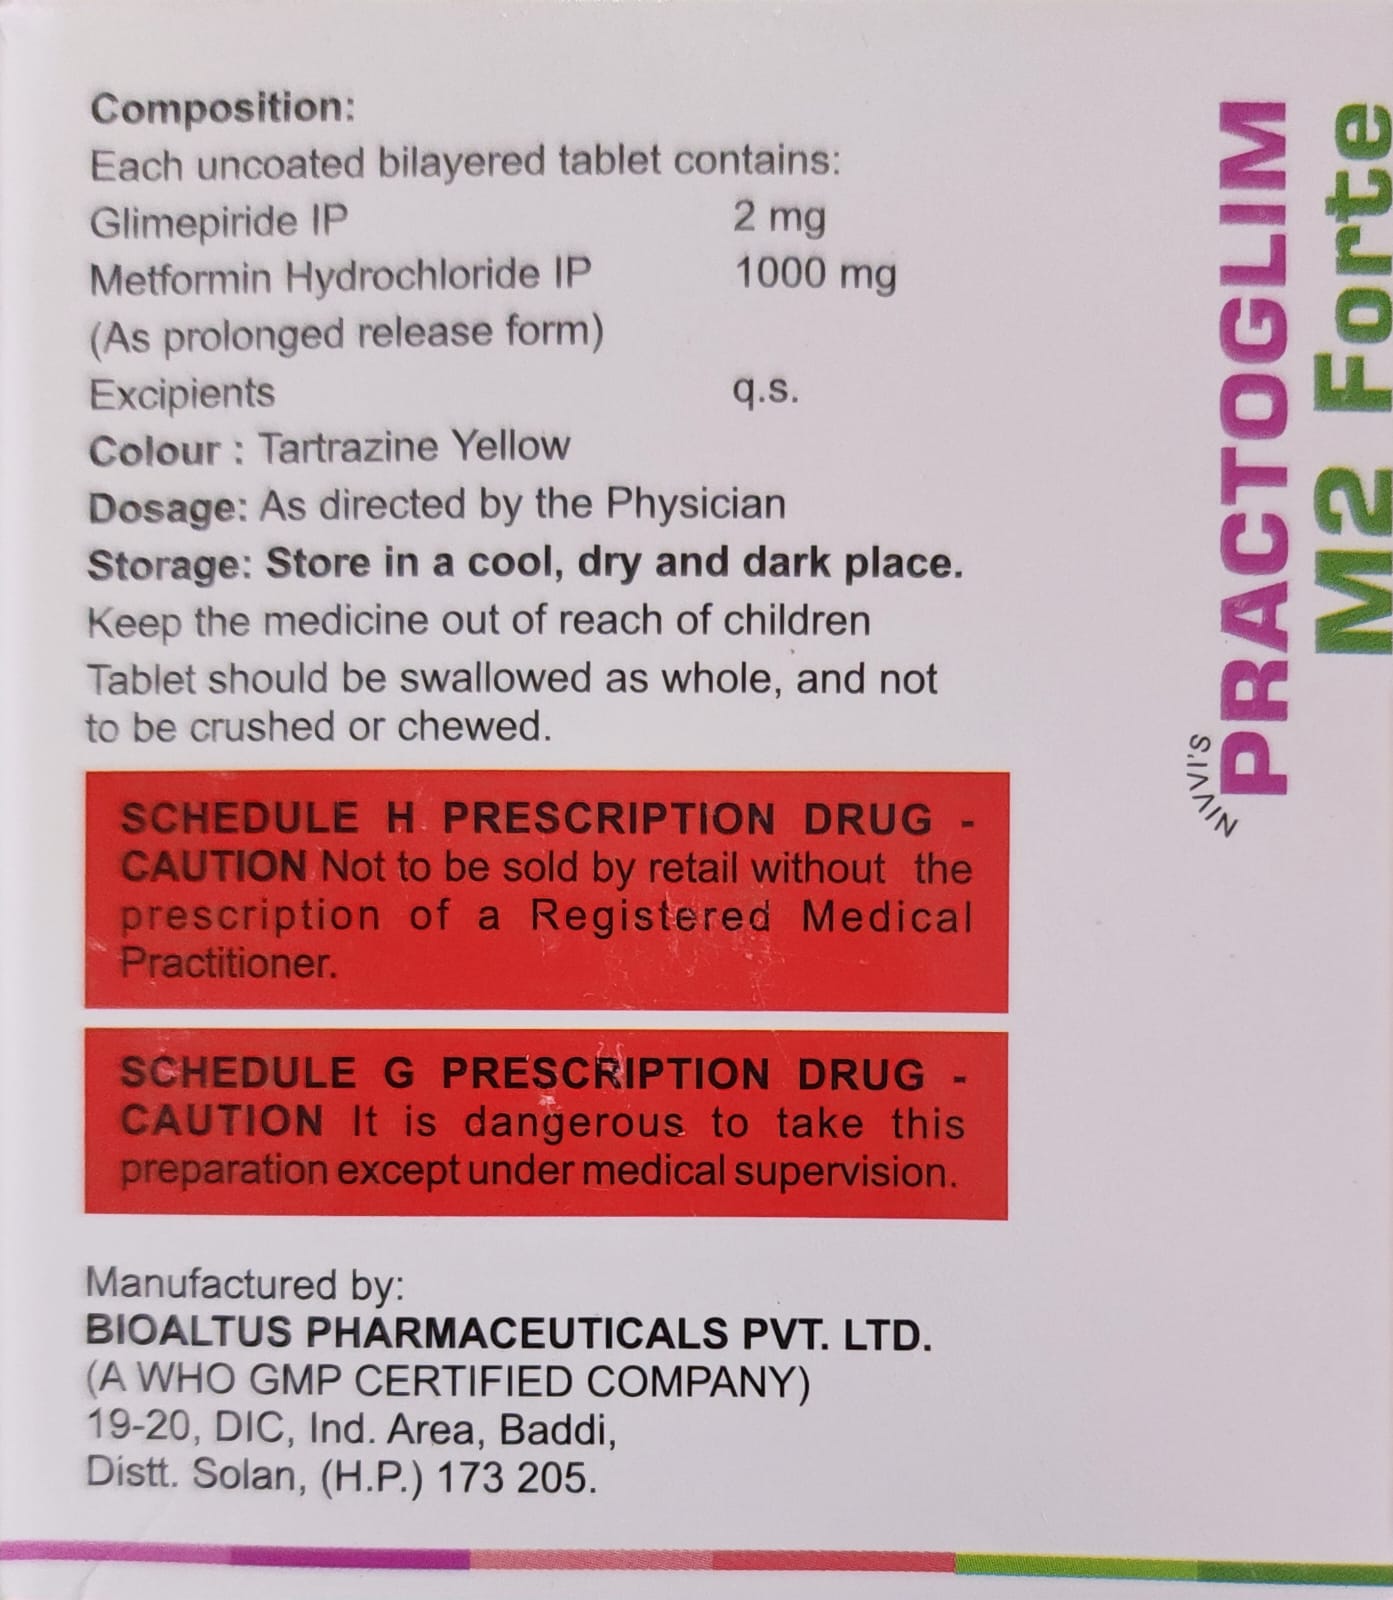 Composition:
Each uncoated bilayered tablet contains:
Glimepiride IP 2 mg
Metformin Hydrochloride IP 1000 mg
(As prolonged release form)
Excipients q.s.
Colour : Tartrazine Yellow
Dosage: As directed by the Physician
Storage: Store in a cool, dry and dark place.
Keep the medicine out of reach of children
Tablet should be swallowed as whole, and not
to be crushed or chewed.
SCHEDULE H PRESCRIPTION DRUG -
CAUTION Not to be sold by retail without the
prescription of a Registered Medical
Practitioner.
SCHEDULE G PRESCRIPTION DRUG -
CAUTION It is dangerous to take this
preparation except under medical supervision.
Manufactured by:
BIOALTUS PHARMACEUTICALS PVT. LTD.
(A WHO GMP CERTIFIED COMPANY)
19-20, DIC, Ind. Area, Baddi,
Distt. Solan, (H.P.) 173 205.
NIVVI'S
PRACTOGLIM
M2 Forte